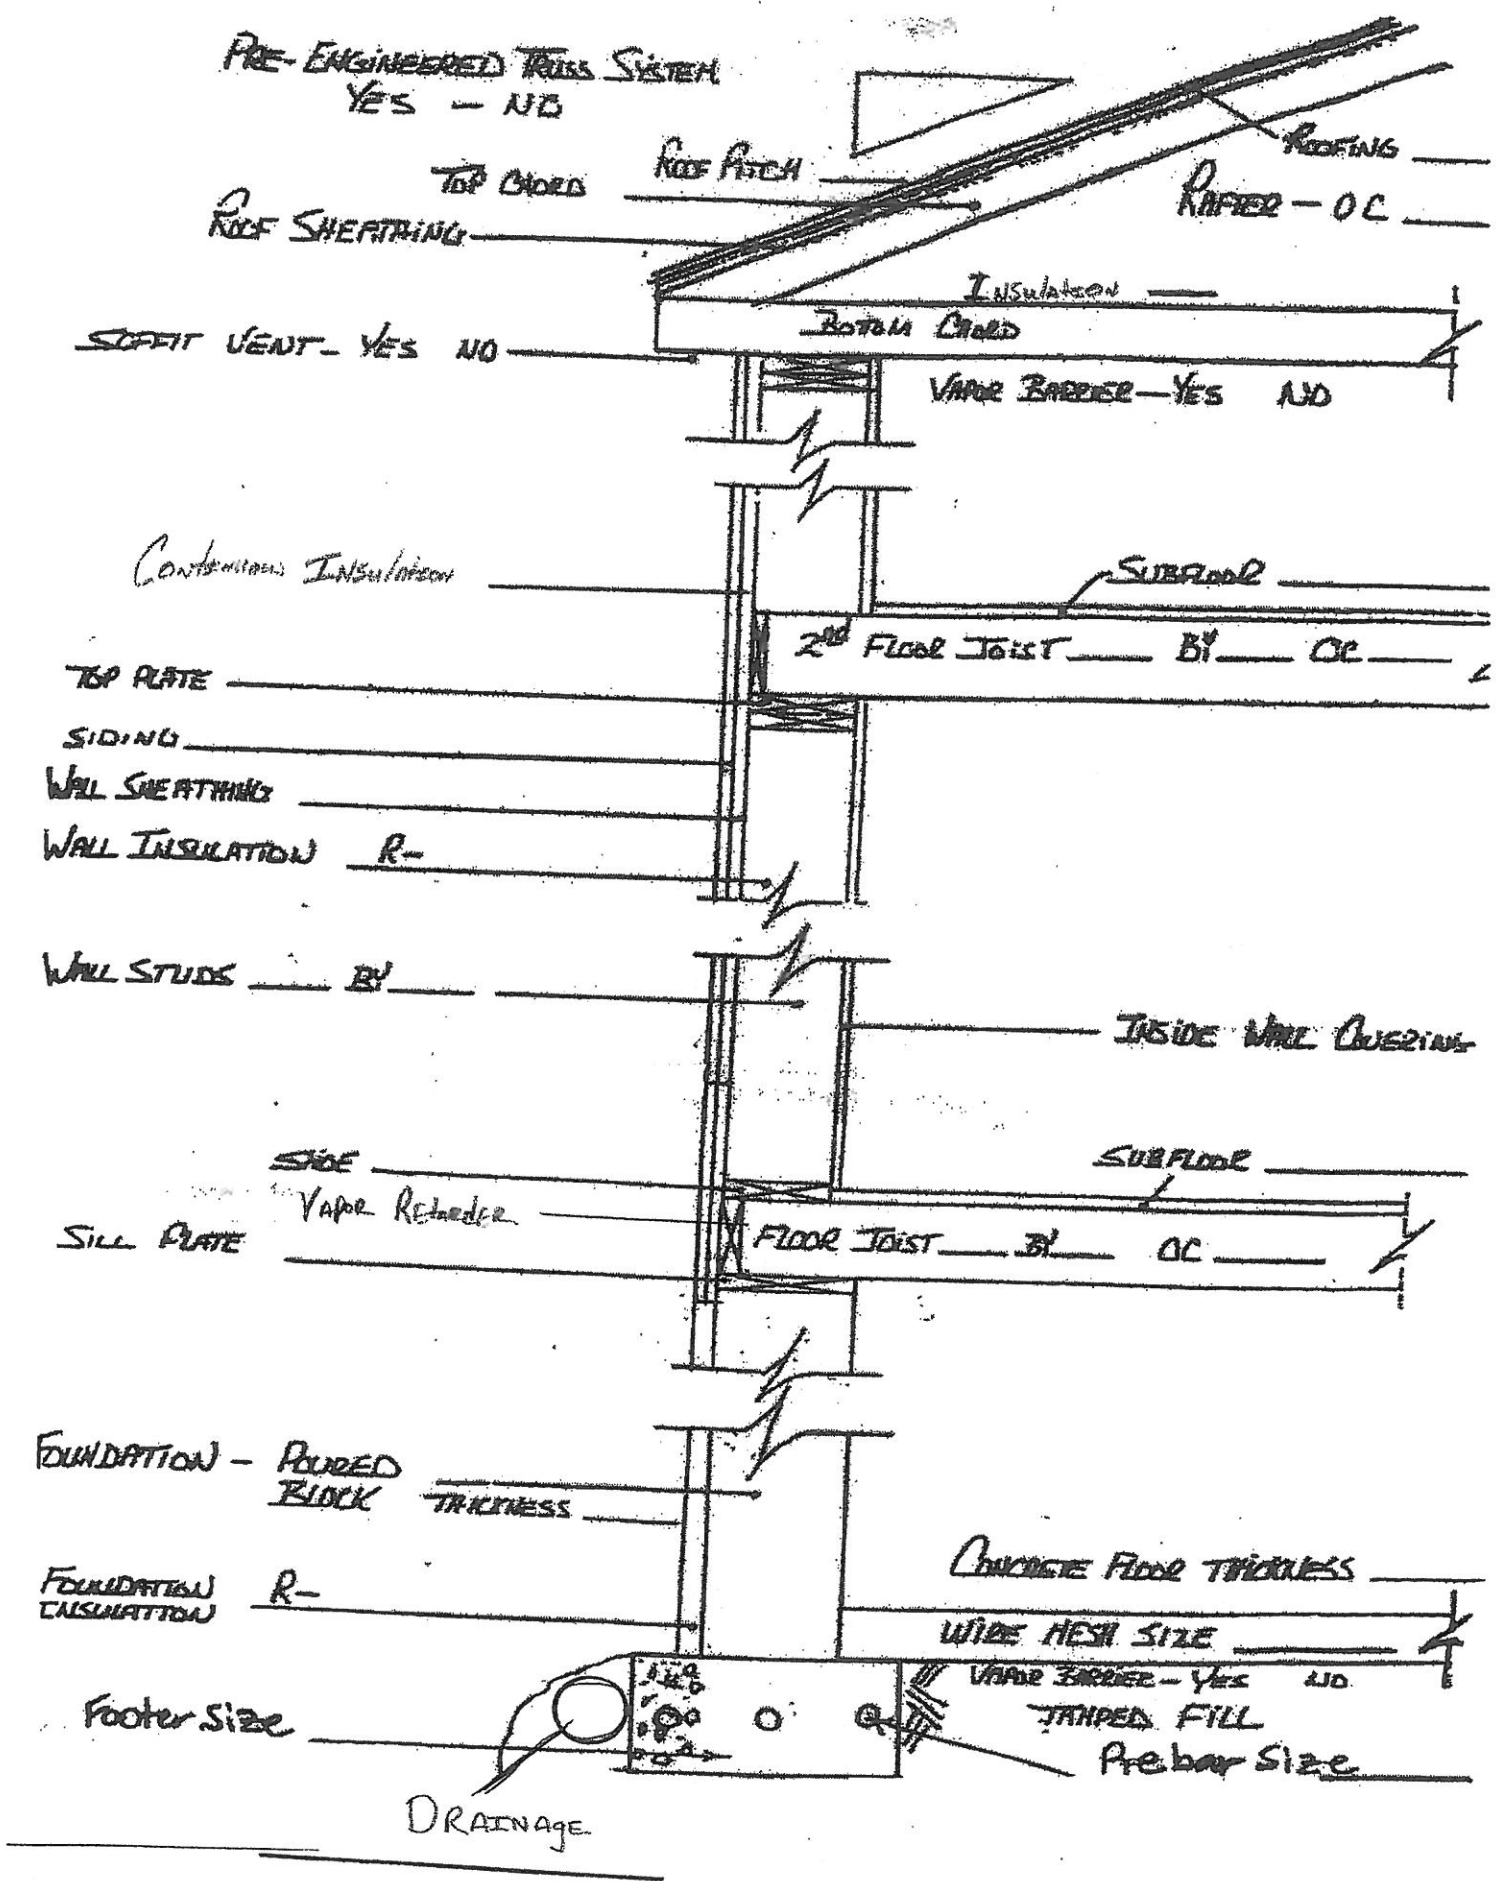 PRE-ENGINEERED TRUSS SYSTEM
YES - NO
ROOFING
TOP CHORD
ROOF PITCH
RAFTER - OC
ROOF SHEATHING
INSULATION
BOTOM CHORD
SOFFIT VENT - YES NO
VAPOR BARRIER - YES NO
CONTINUOUS INSULATION
SUBFLOOR
2nd FLOOR JOIST BY OC
TOP PLATE
SIDING
WALL SHEATHING
WALL INSULATION R-
WALL STUDS BY
INSIDE WALL COVERING
SHOE
SUBFLOOR
VAPOR RETARDER
SILL PLATE
FLOOR JOIST BY OC
FOUNDATION - POURED
BLOCK THICKNESS
CONCRETE FLOOR THICKNESS
FOUNDATION R-
INSULATION
WIRE MESH SIZE
VAPOR BARRIER - YES NO
Footer Size
TAMPED FILL
Rebar Size
DRAINAgE